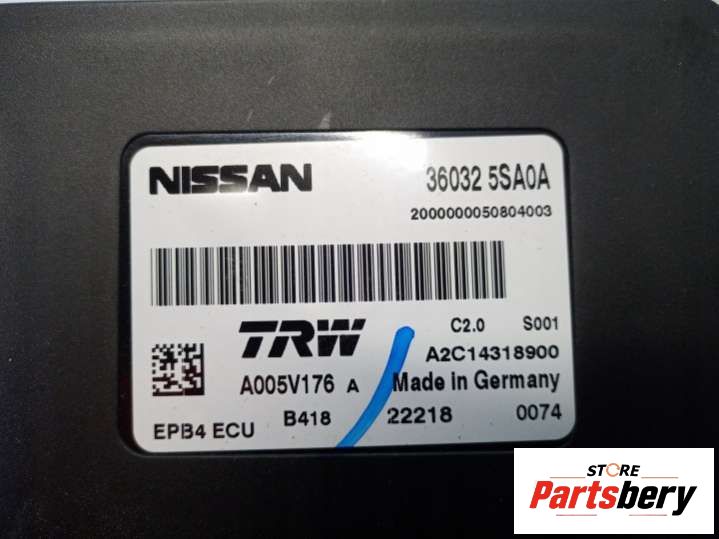 NISSAN 36032 5SA0A
2000000050804003
TRW C2.0 S001
A2C14318900
A005V176 A Made in Germany
EPB4 ECU B418 22218 0074
STORE
Partsbery